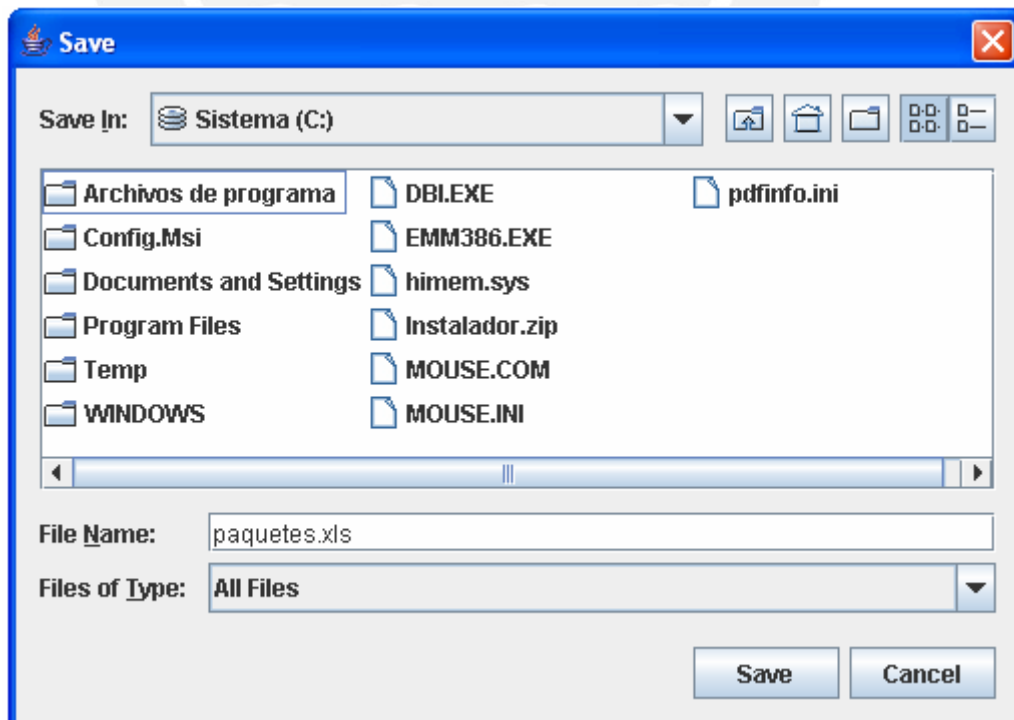 Save
Save In: Sistema (C:)
Archivos de programa DBI.EXE pdfinfo.ini
Config.Msi EMM386.EXE
Documents and Settings himem.sys
Program Files Instalador.zip
Temp MOUSE.COM
WINDOWS MOUSE.INI
File Name: paquetes.xls
Files of Type: All Files
Save Cancel